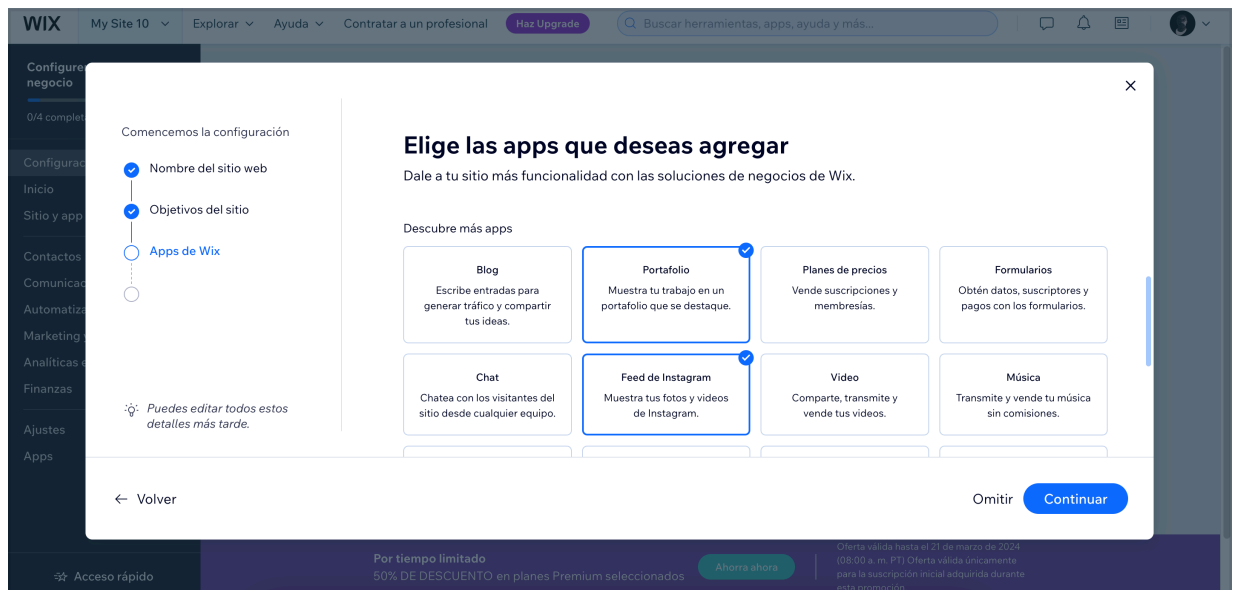 WIX
My Site 10
Explorar
Ayuda
Contratar a un profesional
Haz Upgrade
Buscar herramientas, apps, ayuda y más...
Configure
negocio
0/4 complet
Configurac
Inicio
Sitio y app
Contactos
Comunicac
Automatiza
Marketing y
Analíticas e
Finanzas
Ajustes
Apps
Acceso rápido
Comencemos la configuración
Nombre del sitio web
Objetivos del sitio
Apps de Wix
Puedes editar todos estos
detalles más tarde.
Elige las apps que deseas agregar
Dale a tu sitio más funcionalidad con las soluciones de negocios de Wix.
Descubre más apps
Blog
Escribe entradas para
generar tráfico y compartir
tus ideas.
Portafolio
Muestra tu trabajo en un
portafolio que se destaque.
Planes de precios
Vende suscripciones y
membresías.
Formularios
Obtén datos, suscriptores y
pagos con los formularios.
Chat
Chatea con los visitantes del
sitio desde cualquier equipo.
Feed de Instagram
Muestra tus fotos y videos
de Instagram.
Video
Comparte, transmite y
vende tus videos.
Música
Transmite y vende tu música
sin comisiones.
Volver
Omitir
Continuar
Por tiempo limitado
50% DE DESCUENTO en planes Premium seleccionados
Ahorra ahora
Oferta válida hasta el 21 de marzo de 2024
(08:00 a. m. PT) Oferta válida únicamente
para la suscripción inicial adquirida durante
esta promoción.